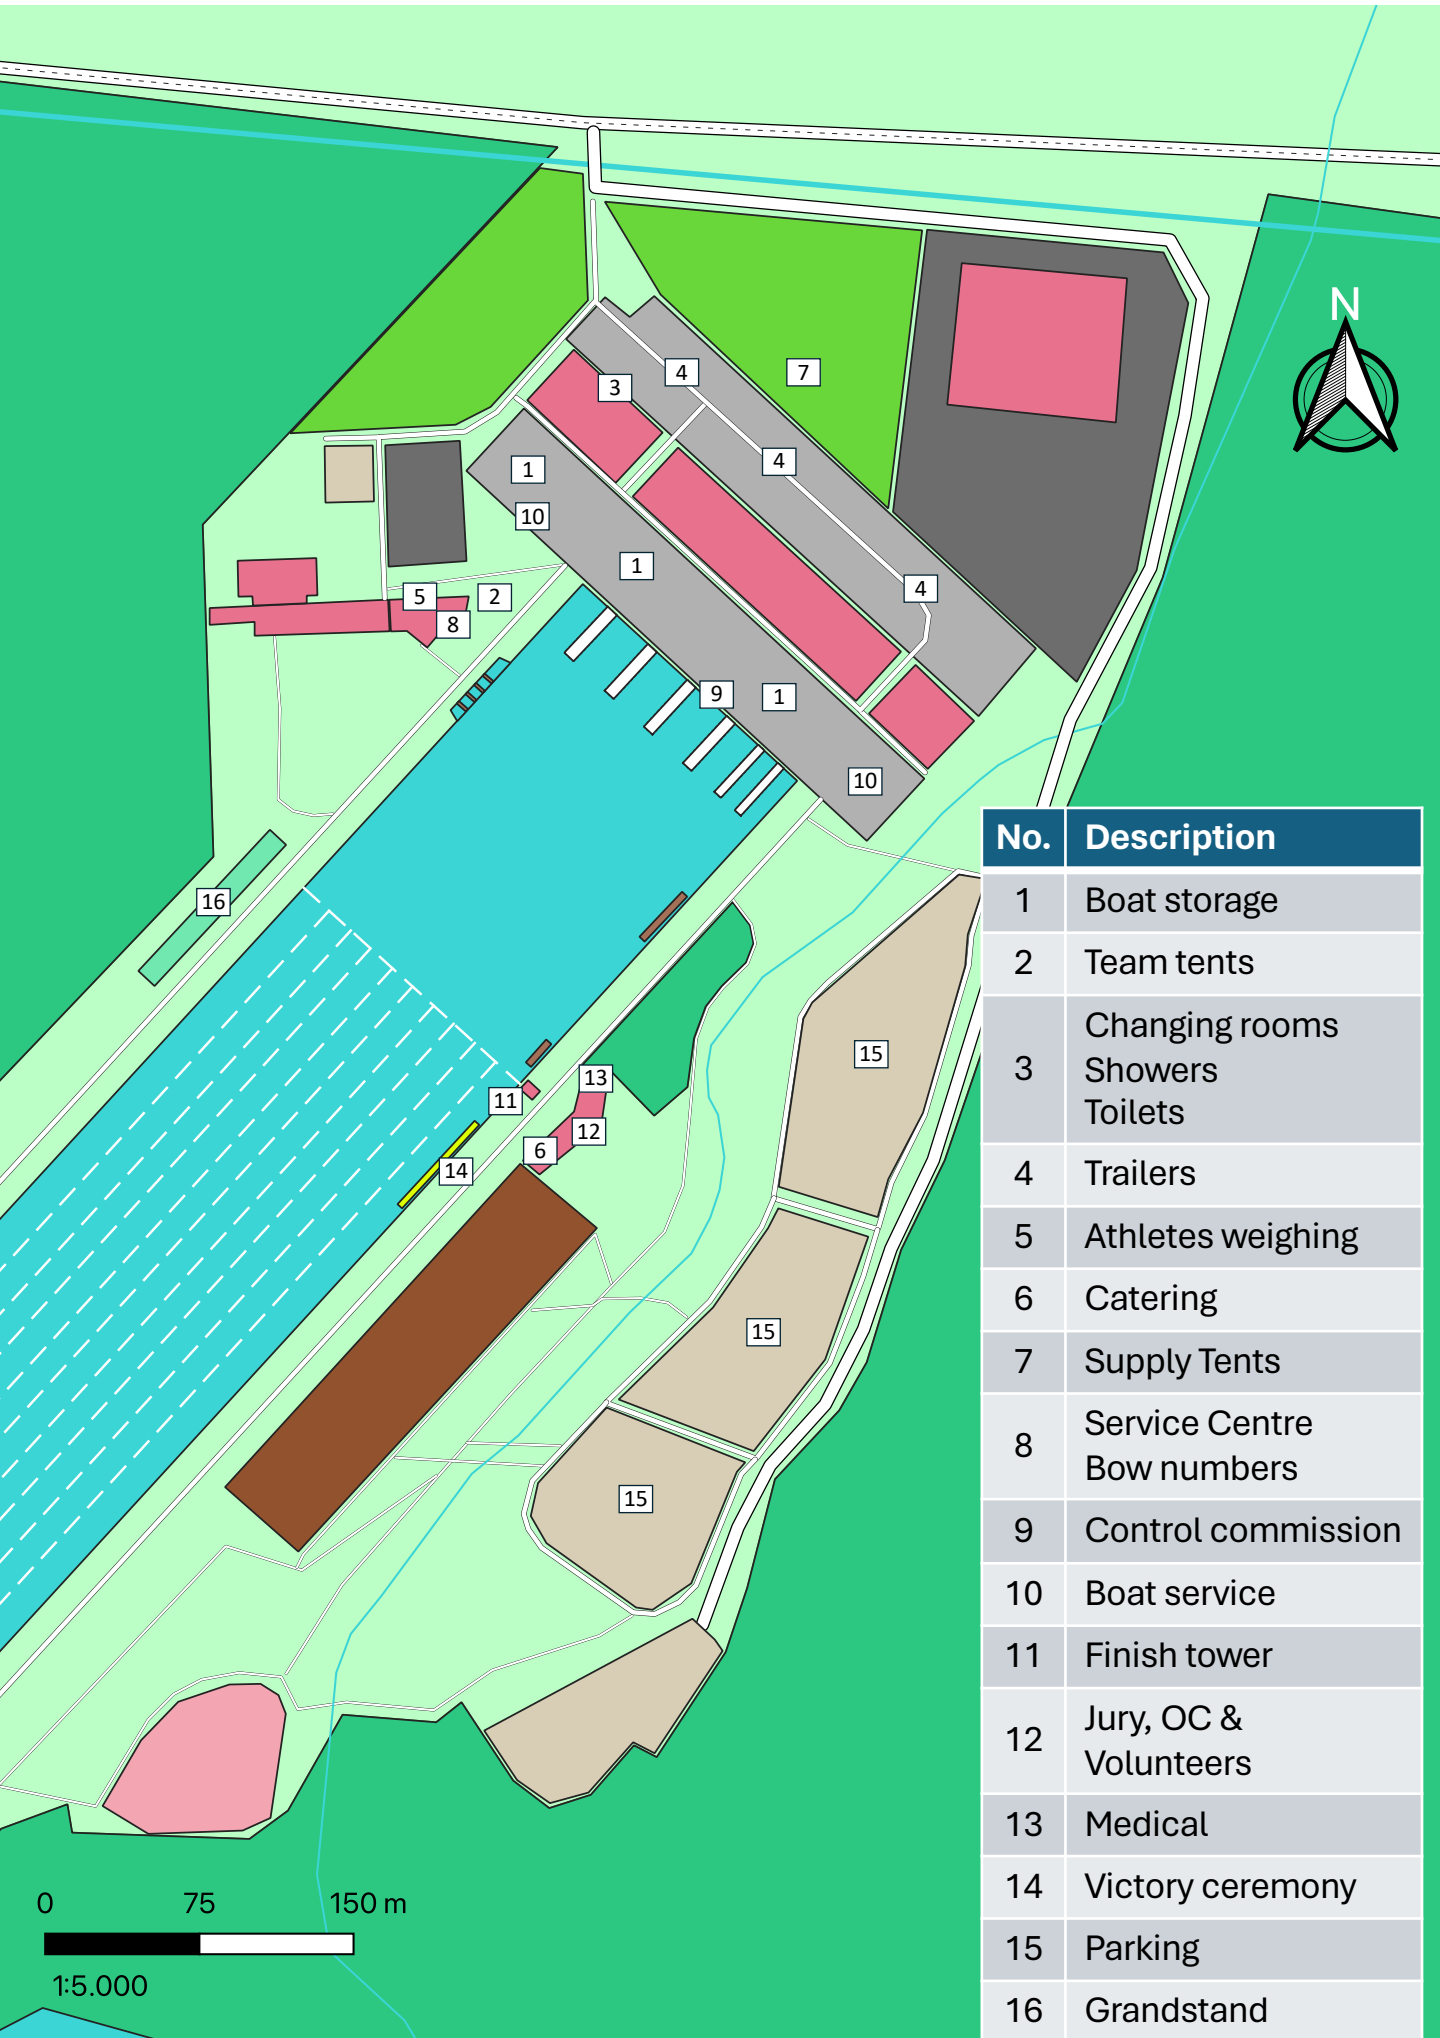 N
3
4
7
4
1
10
1
4
5
2
8
9
1
10
16
15
13
11
12
6
14
15
15
No. Description
1 Boat storage
2 Team tents
3 Changing rooms
Showers
Toilets
4 Trailers
5 Athletes weighing
6 Catering
7 Supply Tents
8 Service Centre
Bow numbers
9 Control commission
10 Boat service
11 Finish tower
12 Jury, OC &
Volunteers
13 Medical
14 Victory ceremony
15 Parking
16 Grandstand
0 75 150 m
1:5.000